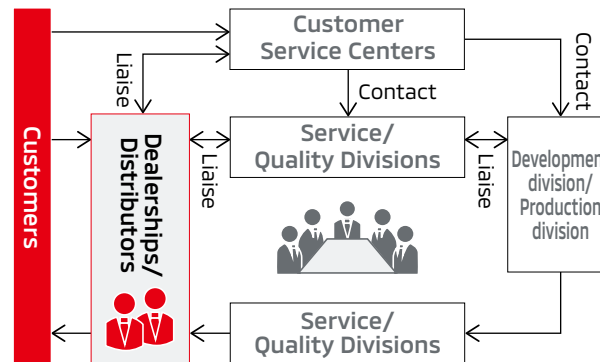 Customers
Customer
Service Centers
Liaise
Contact
Contact
Dealerships/
Distributors
Liaise
Service/
Quality Divisions
Liaise
Development
division/
Production
division
Service/
Quality Divisions